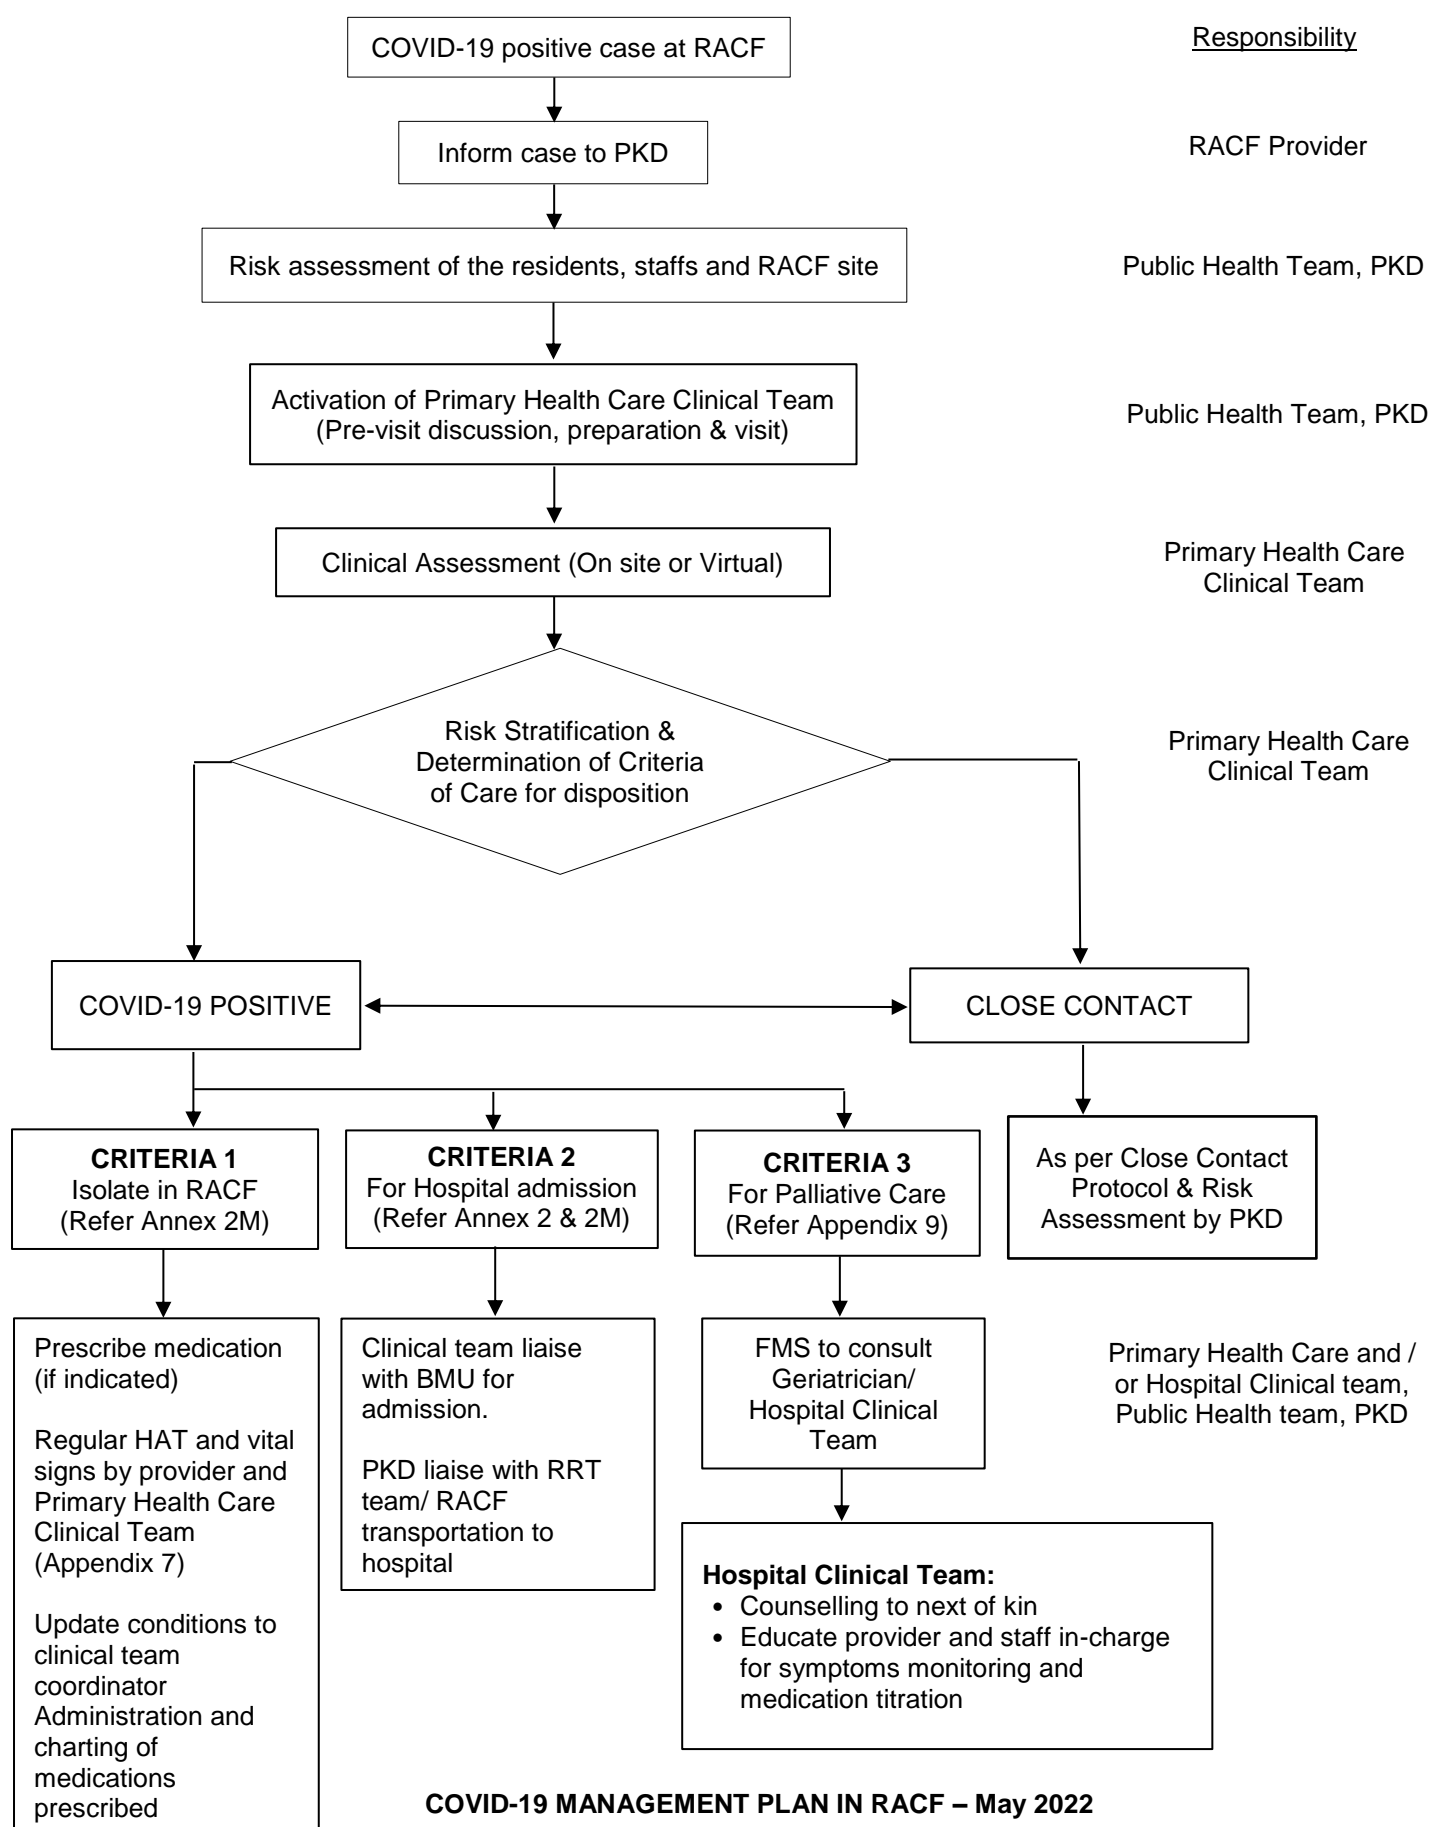 COVID-19 positive case at RACF
Responsibility
Inform case to PKD
RACF Provider
Risk assessment of the residents, staffs and RACF site
Public Health Team, PKD
Activation of Primary Health Care Clinical Team
(Pre-visit discussion, preparation & visit)
Public Health Team, PKD
Clinical Assessment (On site or Virtual)
Primary Health Care
Clinical Team
Risk Stratification &
Determination of Criteria
of Care for disposition
Primary Health Care
Clinical Team
COVID-19 POSITIVE
CLOSE CONTACT
CRITERIA 1
Isolate in RACF
(Refer Annex 2M)
CRITERIA 2
For Hospital admission
(Refer Annex 2 & 2M)
CRITERIA 3
For Palliative Care
(Refer Appendix 9)
As per Close Contact
Protocol & Risk
Assessment by PKD
Prescribe medication
(if indicated)
Regular HAT and vital
signs by provider and
Primary Health Care
Clinical Team
(Appendix 7)
Update conditions to
clinical team
coordinator
Administration and
charting of
medications
prescribed
Clinical team liaise
with BMU for
admission.
PKD liaise with RRT
team/ RACF
transportation to
hospital
FMS to consult
Geriatrician/
Hospital Clinical
Team
Primary Health Care and /
or Hospital Clinical team,
Public Health team, PKD
Hospital Clinical Team:
• Counselling to next of kin
• Educate provider and staff in-charge
for symptoms monitoring and
medication titration
COVID-19 MANAGEMENT PLAN IN RACF – May 2022